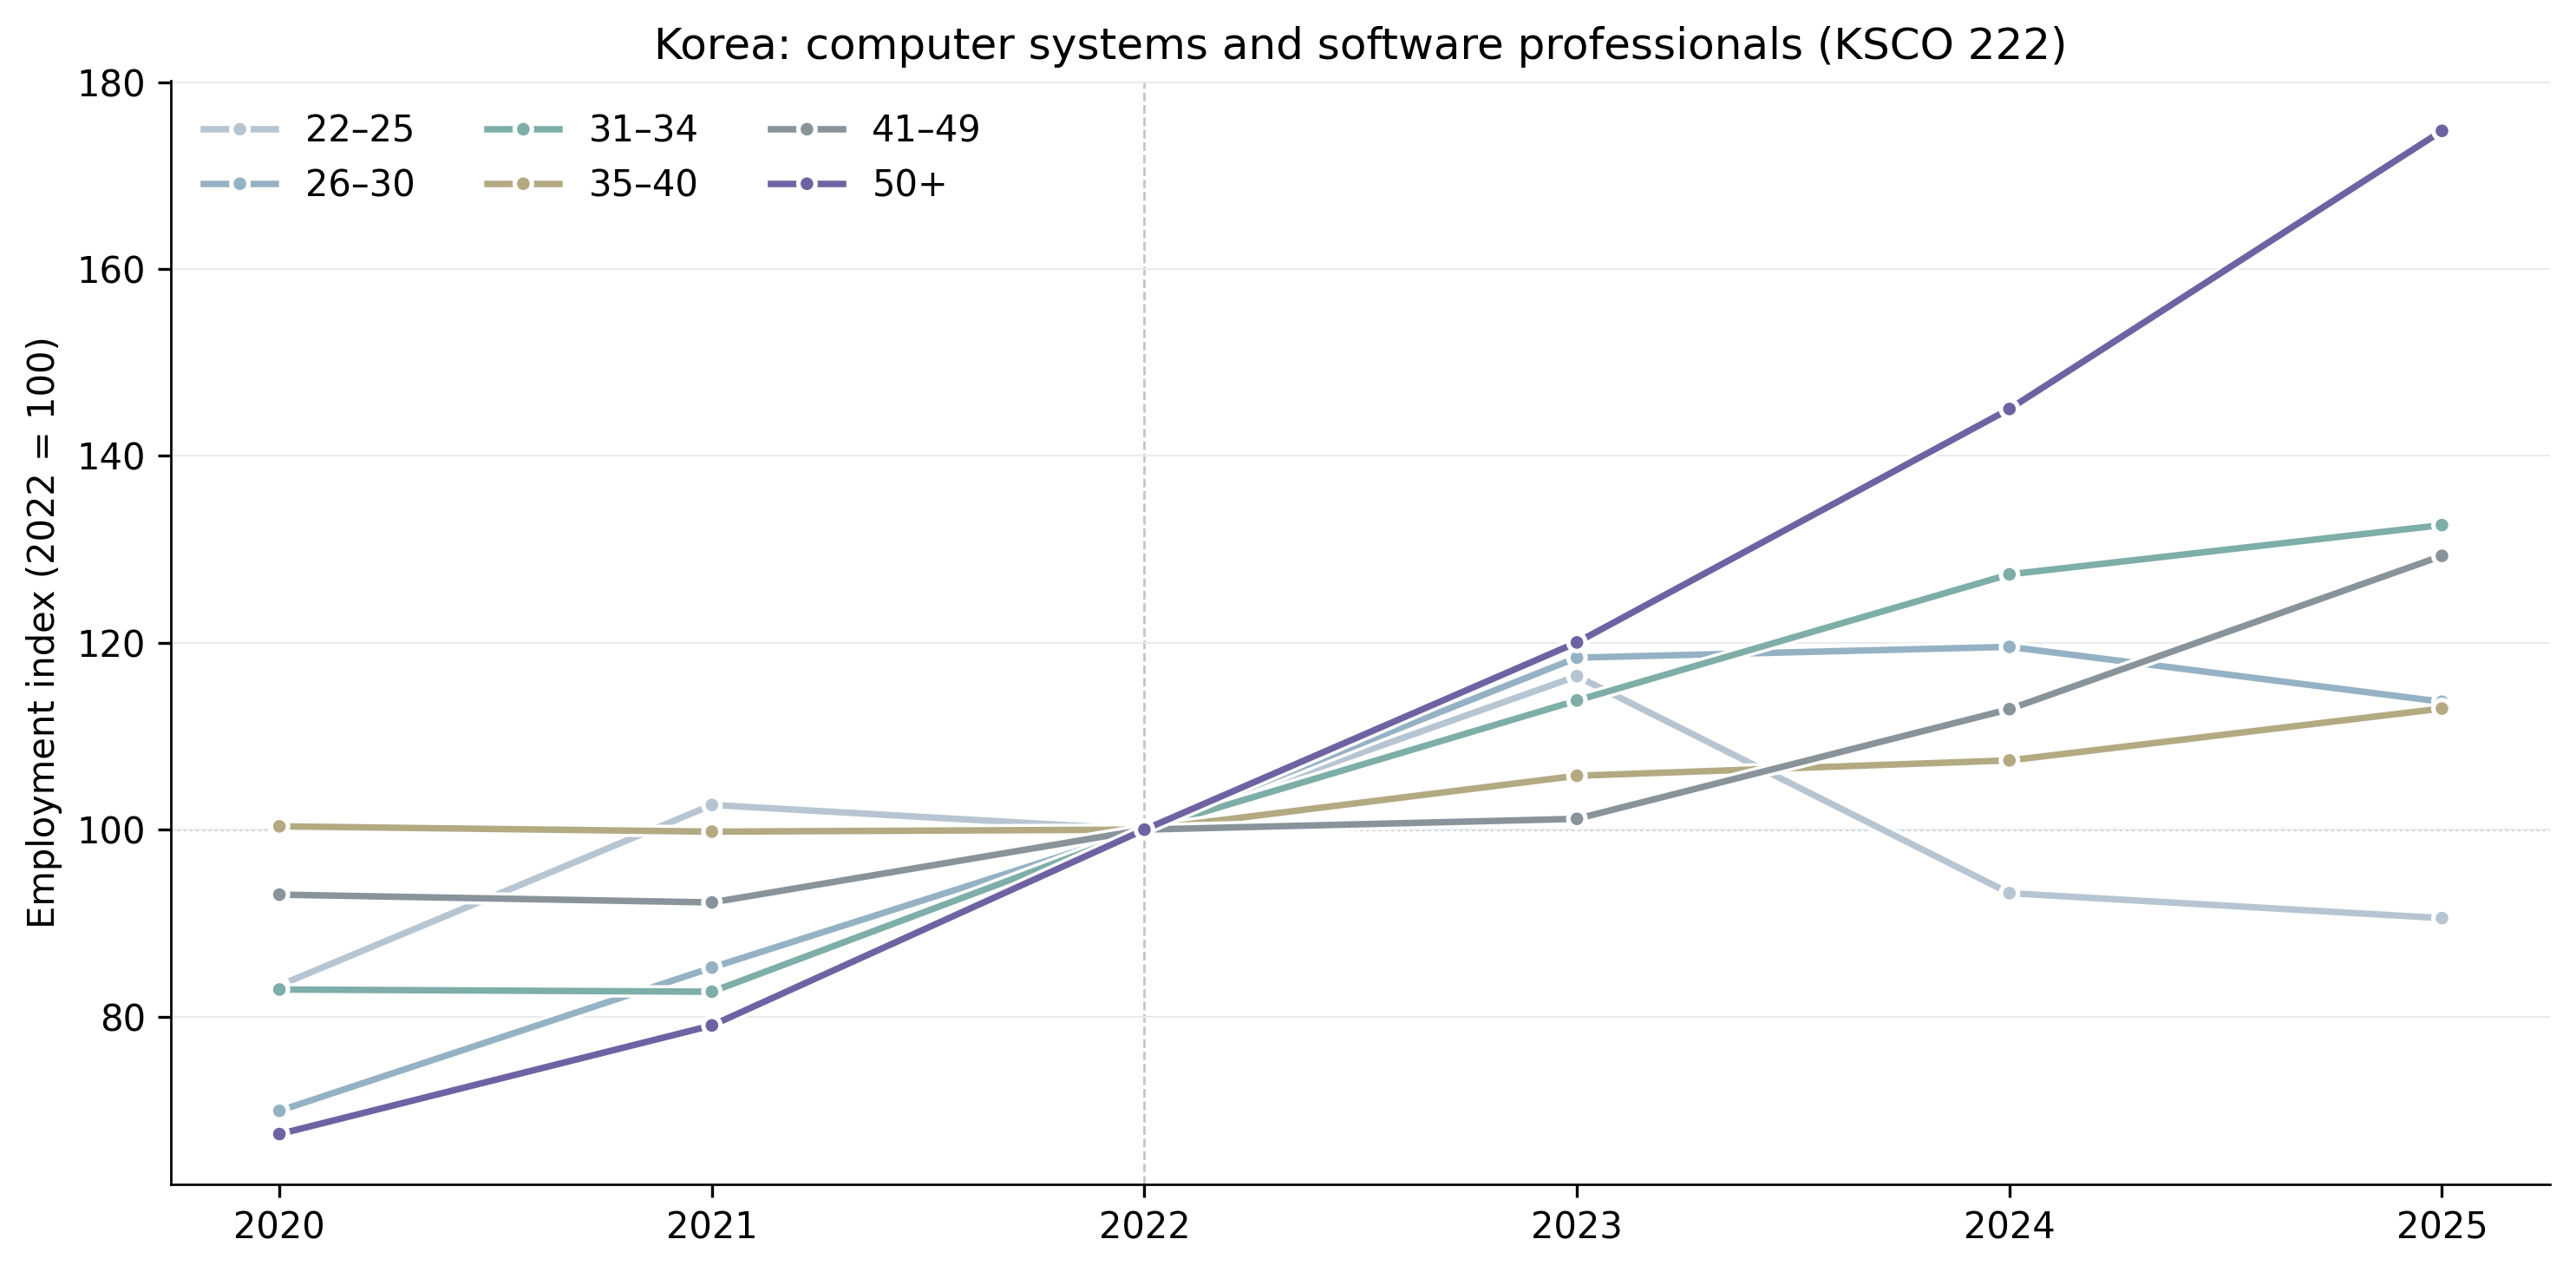 Korea: computer systems and software professionals (KSCO 222)
Employment index (2022 = 100)
180
160
140
120
100
80
22–25 31–34 41–49
26–30 35–40 50+
2020 2021 2022 2023 2024 2025